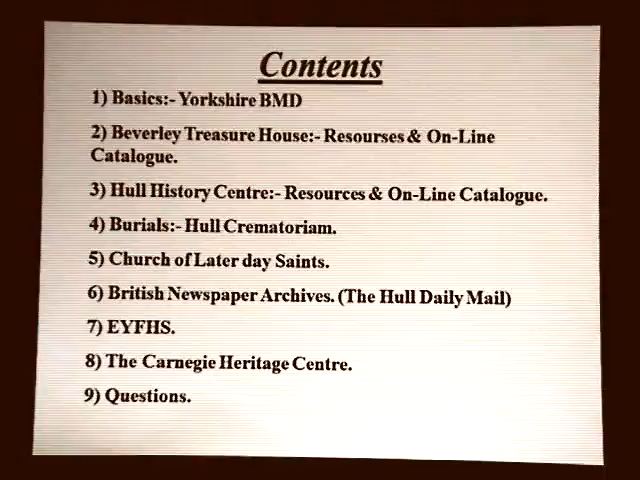 Contents
1) Basics:- Yorkshire BMD
2) Beverley Treasure House:- Resourses & On-Line
Catalogue.
3) Hull History Centre:- Resources & On-Line Catalogue.
4) Burials:- Hull Crematoriam.
5) Church of Later day Saints.
6) British Newspaper Archives. (The Hull Daily Mail)
7) EYFHS.
8) The Carnegie Heritage Centre.
9) Questions.